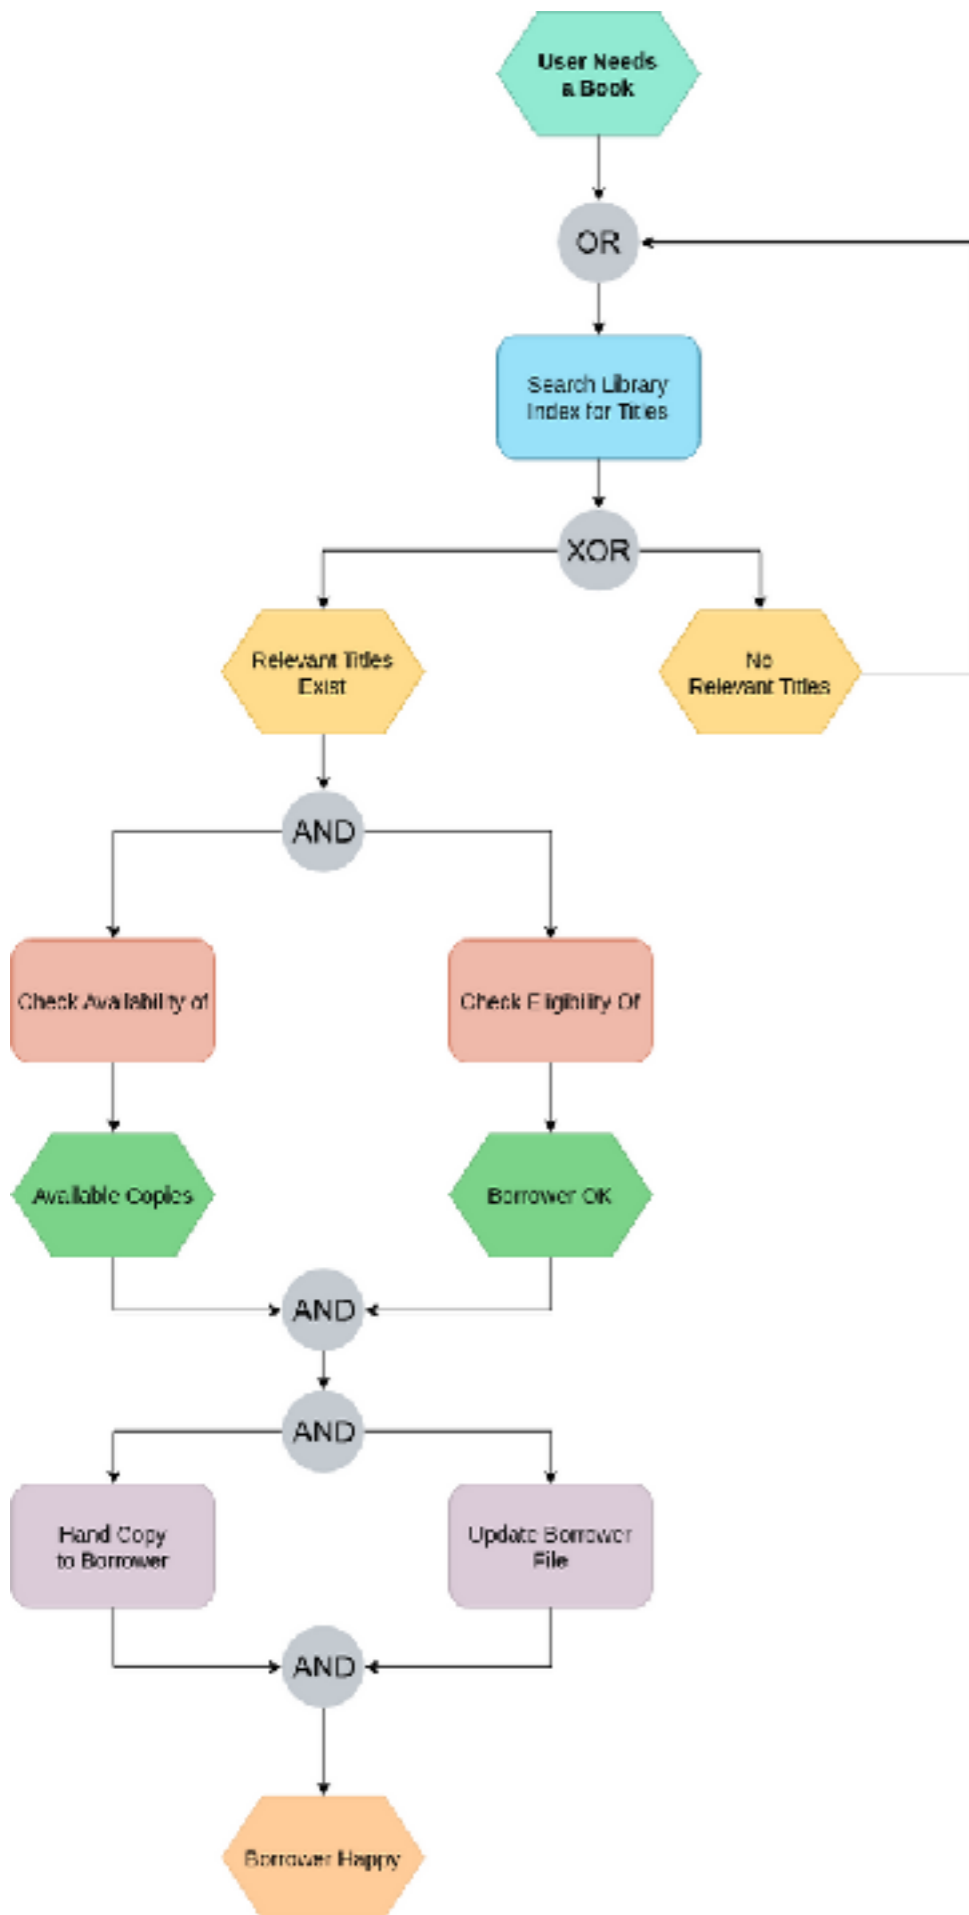 User Needs
a Book
OR
Search Library
Index for Titles
XOR
Relevant Titles
Exist
No
Relevant Titles
AND
Check Availability of
Check Eligibility Of
Available Copies
Borrower OK
AND
AND
Hand Copy
to Borrower
Update Borrower
File
AND
Borrower Happy